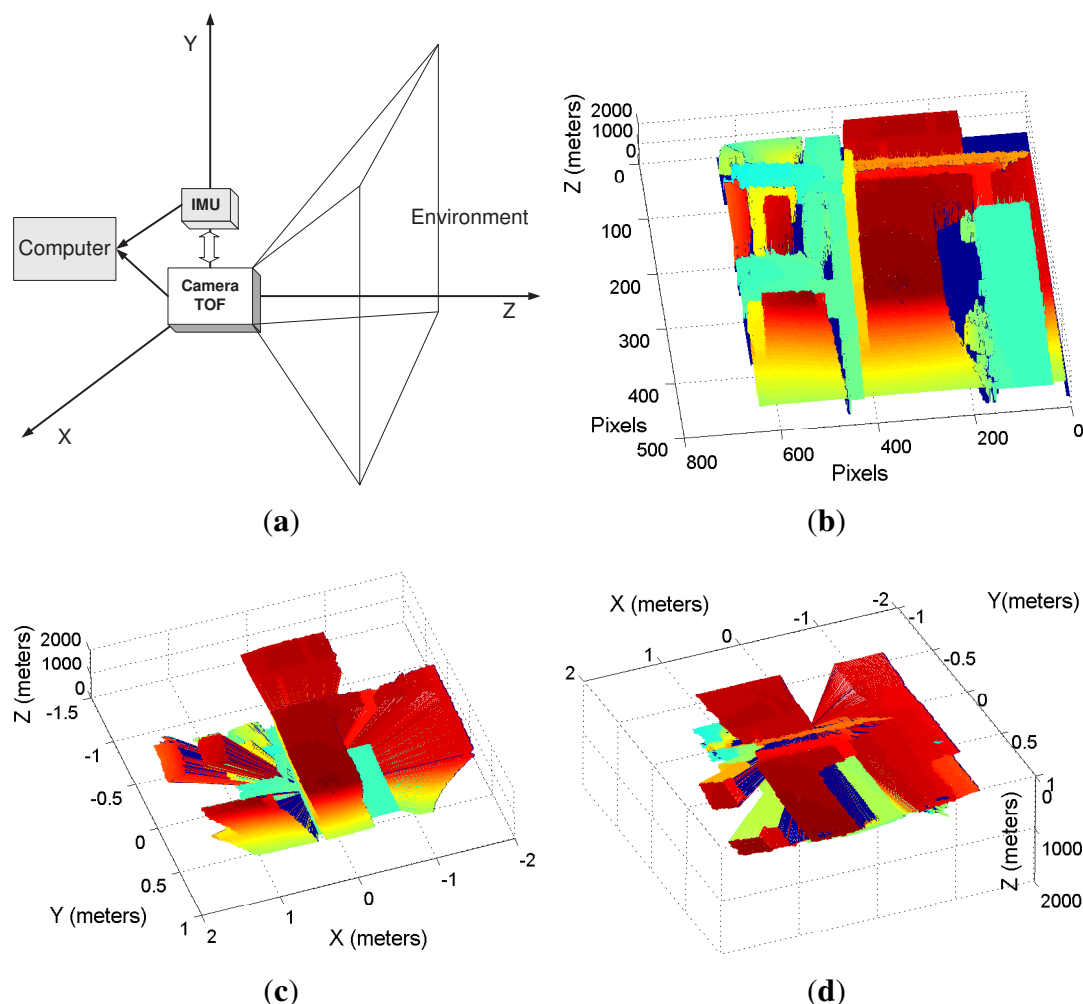 Y
IMU
Computer
Environment
Camera
TOF
Z
X
(a)
Z (meters)
2000
1000
0
0
100
200
300
400
500
Pixels
800
600
400
200
0
Pixels
(b)
Z (meters)
2000
1000
0
-1.5
-1
-0.5
0
0.5
1
Y (meters)
2
1
0
-1
-2
X (meters)
(c)
X (meters)
2
1
0
-1
-2
Y(meters)
-1
-0.5
0
0.5
1
0
1000
2000
Z (meters)
(d)